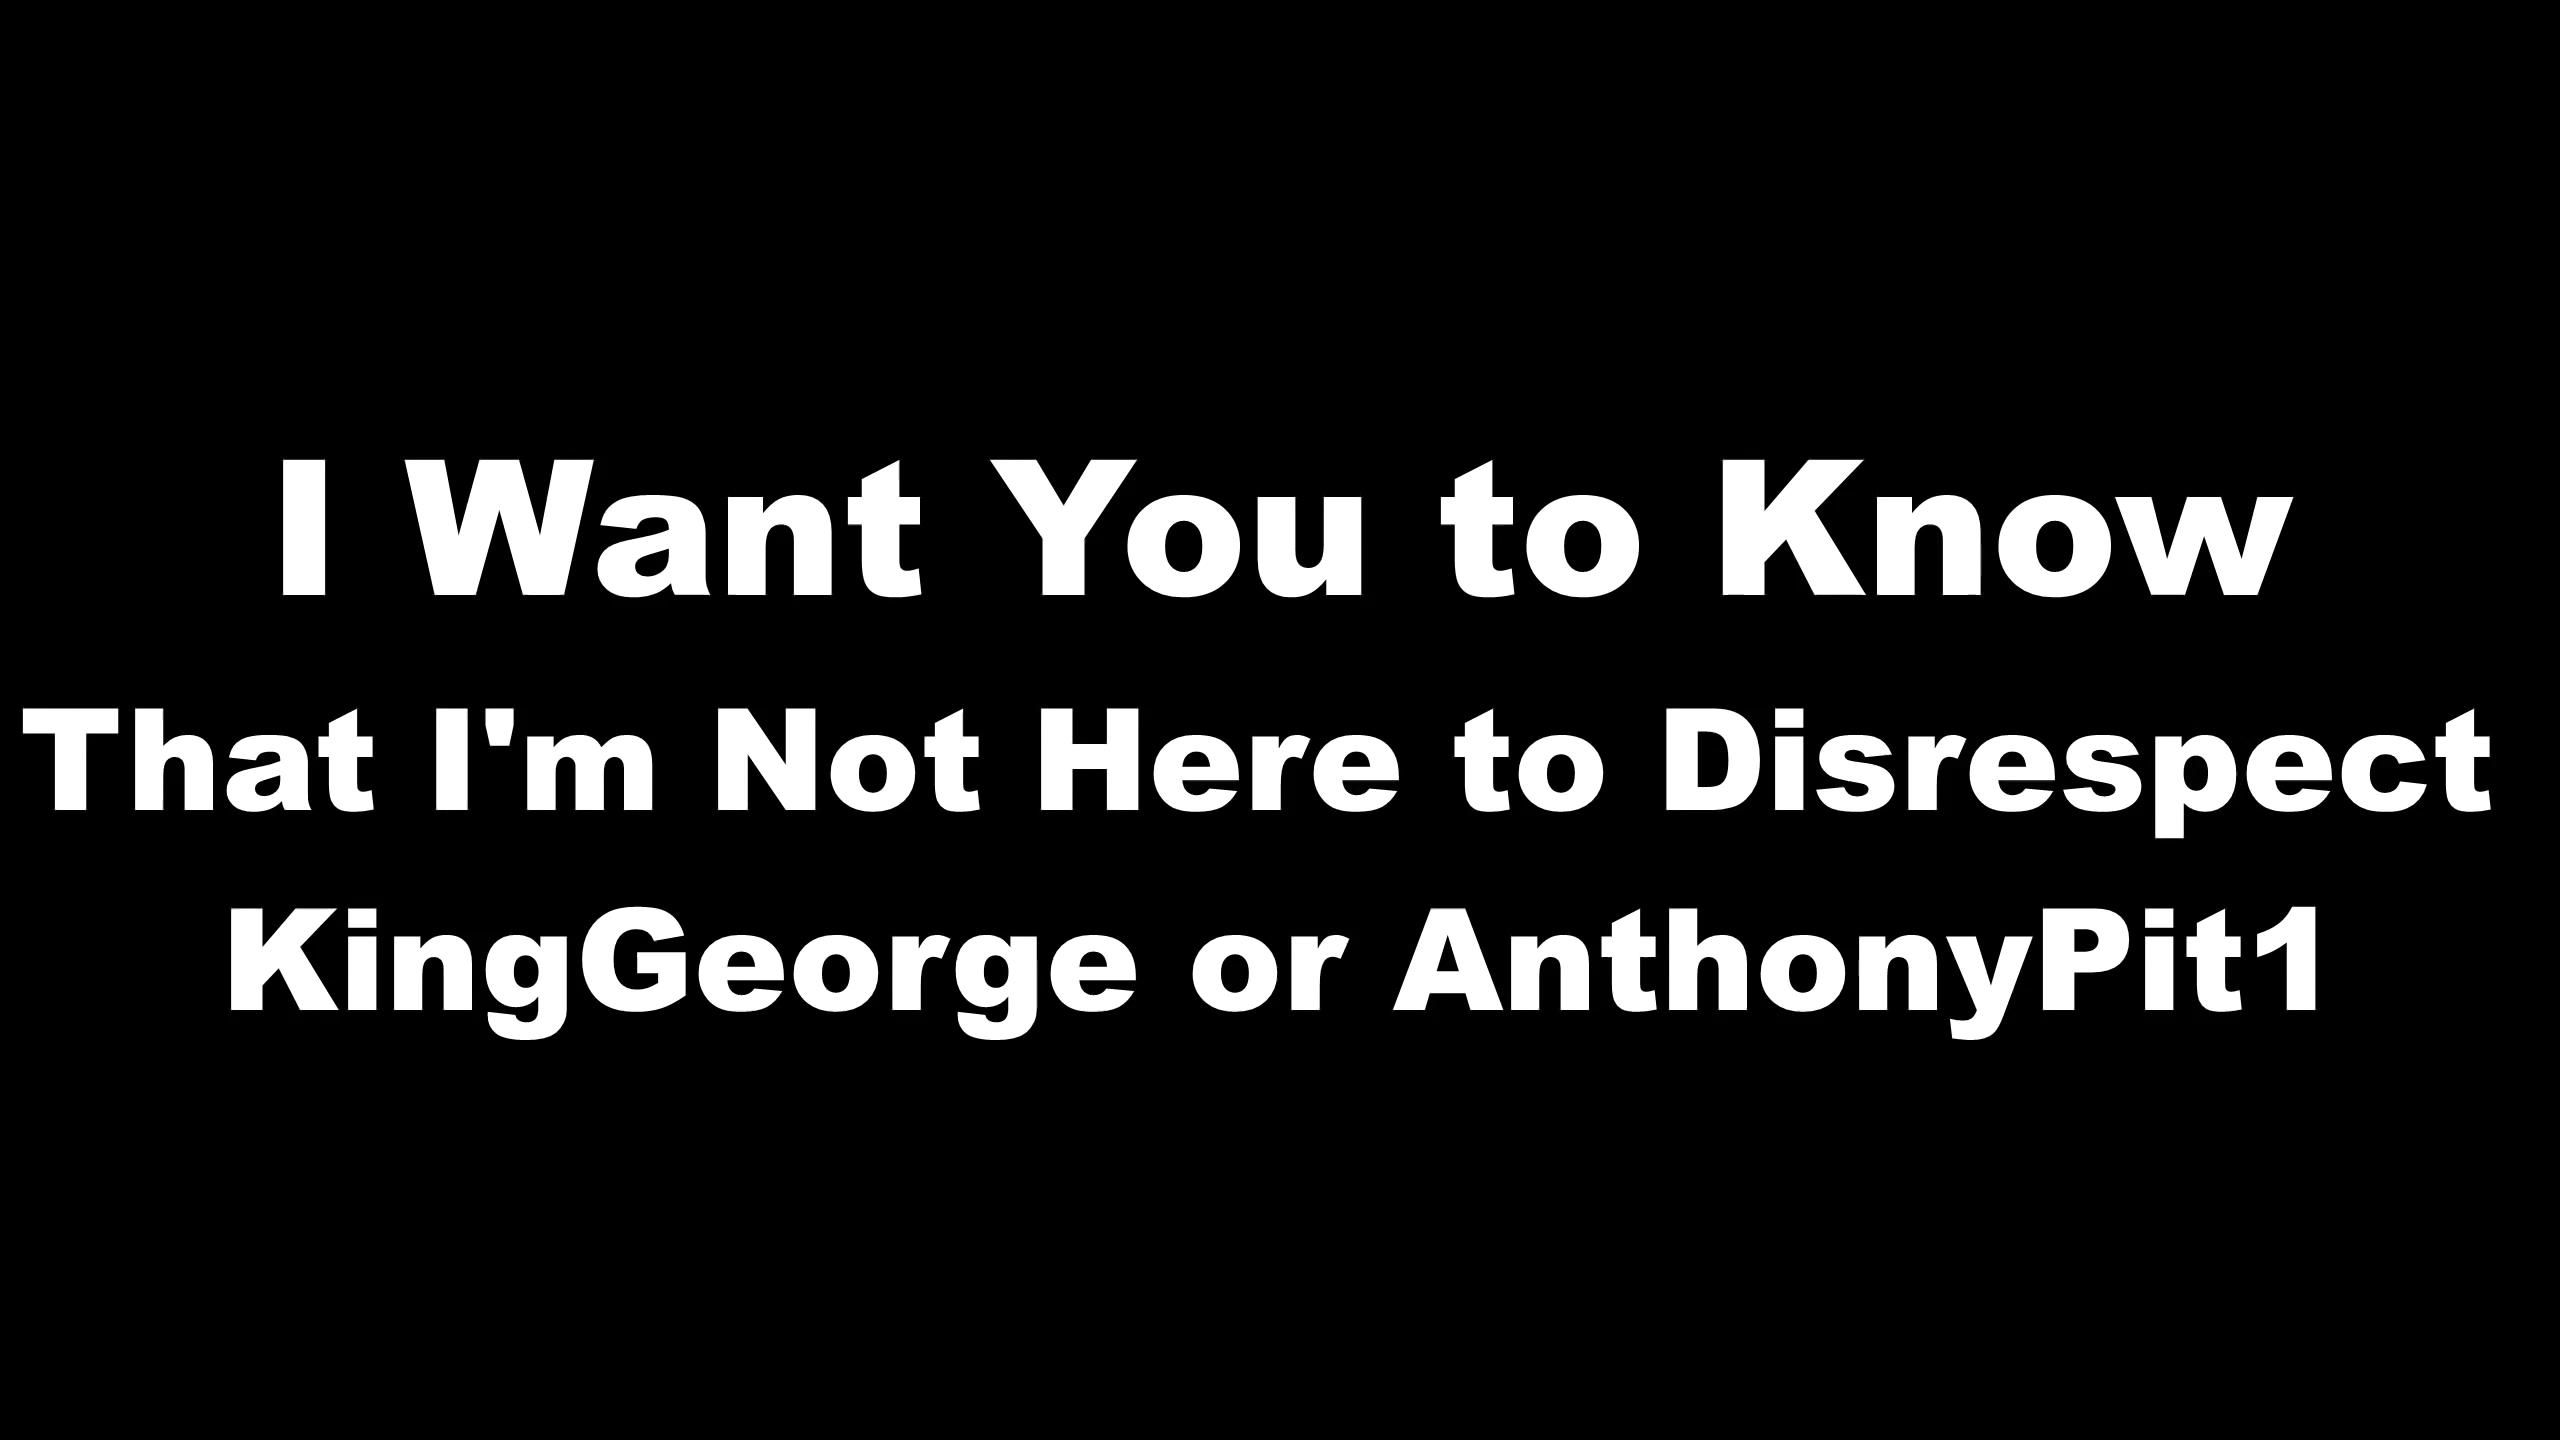 I Want You to Know
That I'm Not Here to Disrespect
KingGeorge or AnthonyPit1